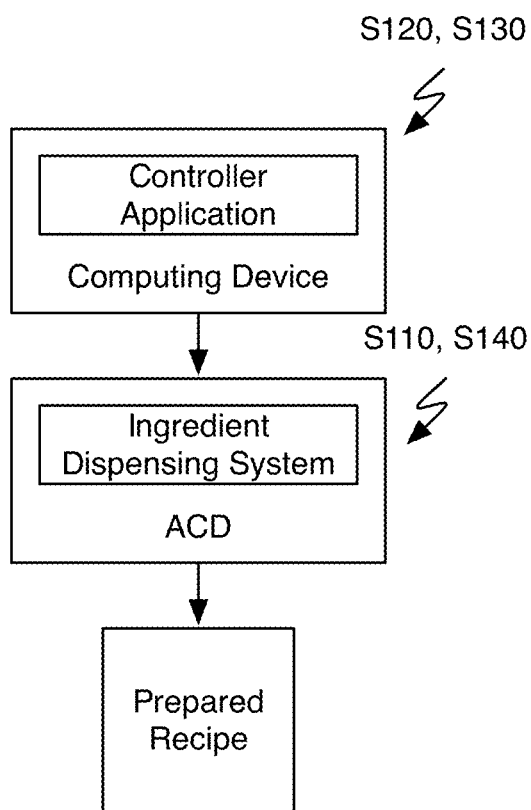 S120, S130
Controller
Application
Computing Device
S110, S140
Ingredient
Dispensing System
ACD
Prepared
Recipe